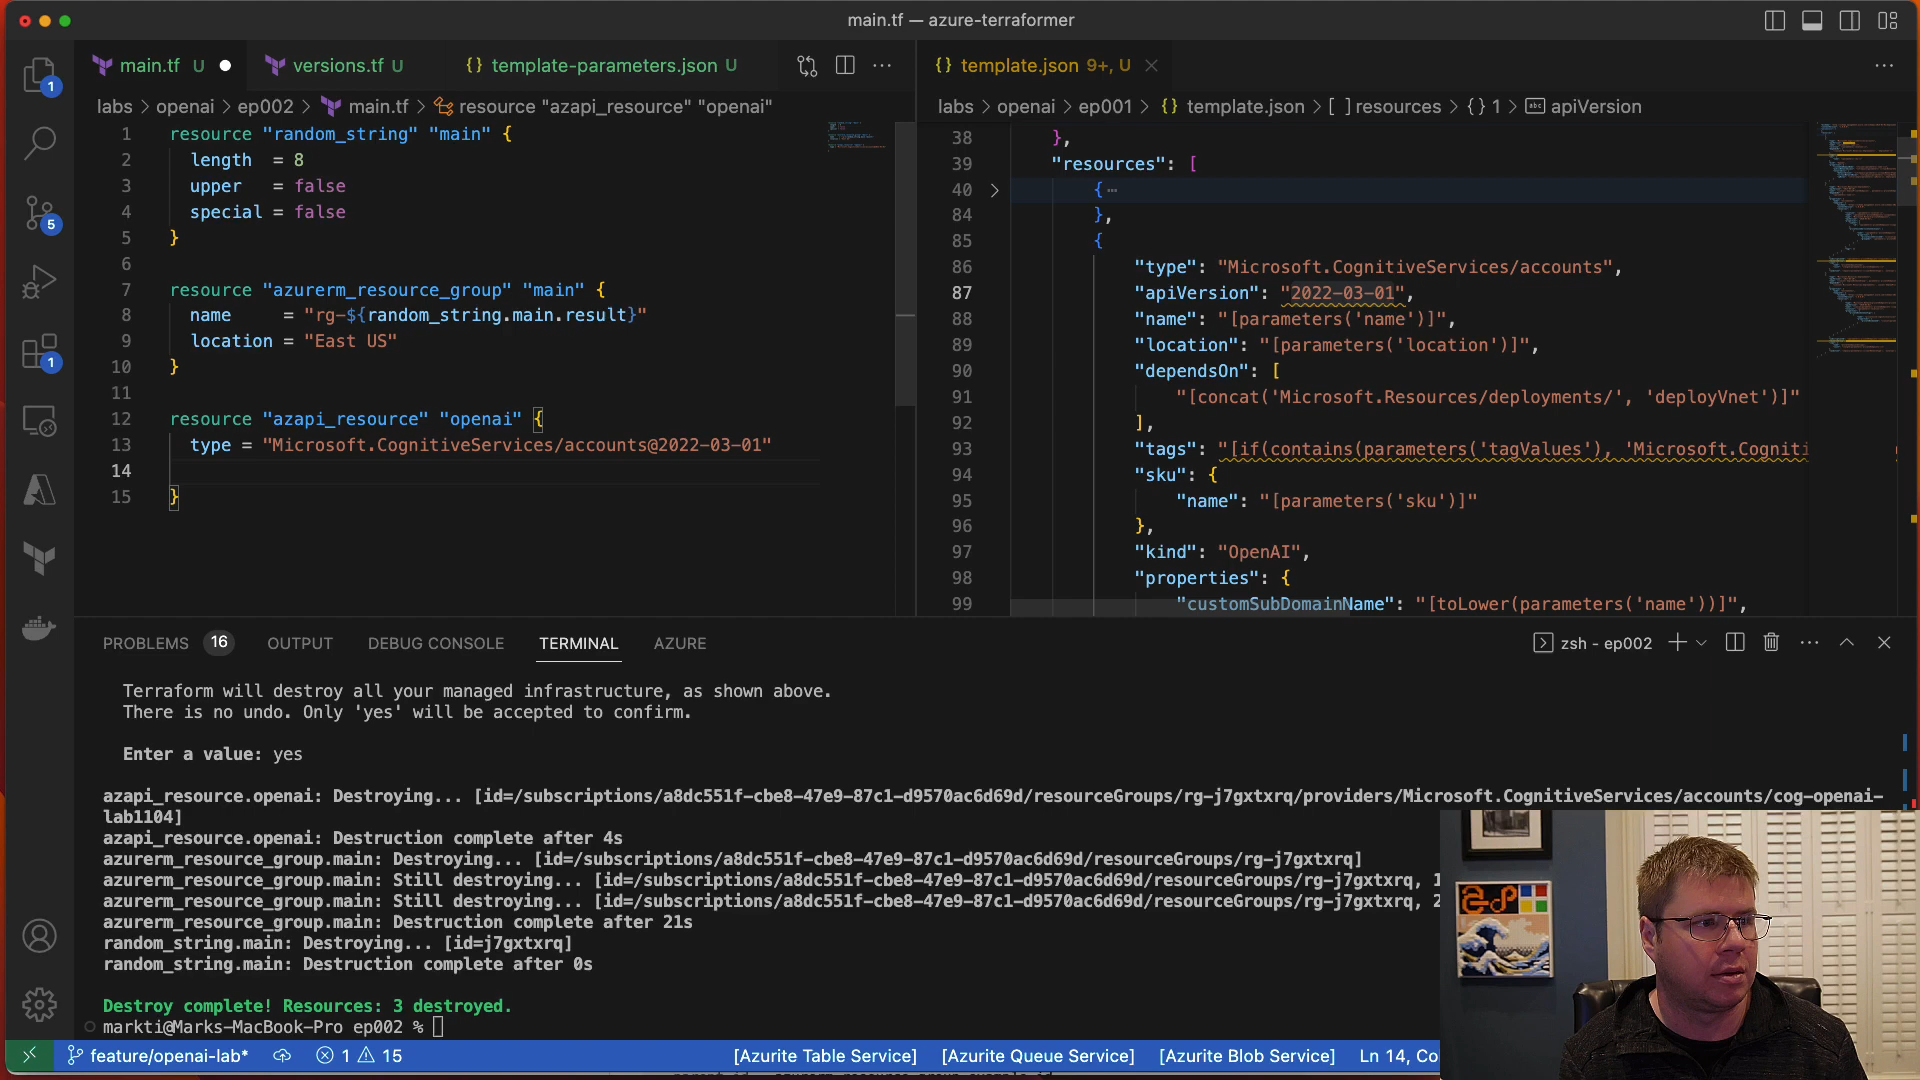 main.tf — azure-terraformer
main.tf U
versions.tf U
{} template-parameters.json U
{} template.json 9+, U
labs > openai > ep002 > main.tf > resource "azapi_resource" "openai"
labs > openai > ep001 > {} template.json > [ ] resources > {} 1 > abc apiVersion
1 resource "random_string" "main" {
2 length = 8
3 upper = false
4 special = false
5 }
6
7 resource "azurerm_resource_group" "main" {
8 name = "rg-${random_string.main.result}"
9 location = "East US"
10 }
11
12 resource "azapi_resource" "openai" {
13 type = "Microsoft.CognitiveServices/accounts@2022-03-01"
14
15 }
38 },
39 "resources": [
40 { ...
84 },
85 {
86 "type": "Microsoft.CognitiveServices/accounts",
87 "apiVersion": "2022-03-01",
88 "name": "[parameters('name')]",
89 "location": "[parameters('location')]",
90 "dependsOn": [
91 "[concat('Microsoft.Resources/deployments/', 'deployVnet')]"
92 ],
93 "tags": "[if(contains(parameters('tagValues'), 'Microsoft.Cogniti
94 "sku": {
95 "name": "[parameters('sku')]"
96 },
97 "kind": "OpenAI",
98 "properties": {
99 "customSubDomainName": "[toLower(parameters('name'))]",
1
5
1
PROBLEMS 16 OUTPUT DEBUG CONSOLE TERMINAL AZURE
zsh - ep002
Terraform will destroy all your managed infrastructure, as shown above.
There is no undo. Only 'yes' will be accepted to confirm.
Enter a value: yes
azapi_resource.openai: Destroying... [id=/subscriptions/a8dc551f-cbe8-47e9-87c1-d9570ac6d69d/resourceGroups/rg-j7gxtxrq/providers/Microsoft.CognitiveServices/accounts/cog-openai-
lab1104]
azapi_resource.openai: Destruction complete after 4s
azurerm_resource_group.main: Destroying... [id=/subscriptions/a8dc551f-cbe8-47e9-87c1-d9570ac6d69d/resourceGroups/rg-j7gxtxrq]
azurerm_resource_group.main: Still destroying... [id=/subscriptions/a8dc551f-cbe8-47e9-87c1-d9570ac6d69d/resourceGroups/rg-j7gxtxrq, 1
azurerm_resource_group.main: Still destroying... [id=/subscriptions/a8dc551f-cbe8-47e9-87c1-d9570ac6d69d/resourceGroups/rg-j7gxtxrq, 2
azurerm_resource_group.main: Destruction complete after 21s
random_string.main: Destroying... [id=j7gxtxrq]
random_string.main: Destruction complete after 0s
Destroy complete! Resources: 3 destroyed.
markti@Marks-MacBook-Pro ep002 %
feature/openai-lab* 1 15 [Azurite Table Service] [Azurite Queue Service] [Azurite Blob Service] Ln 14, Co